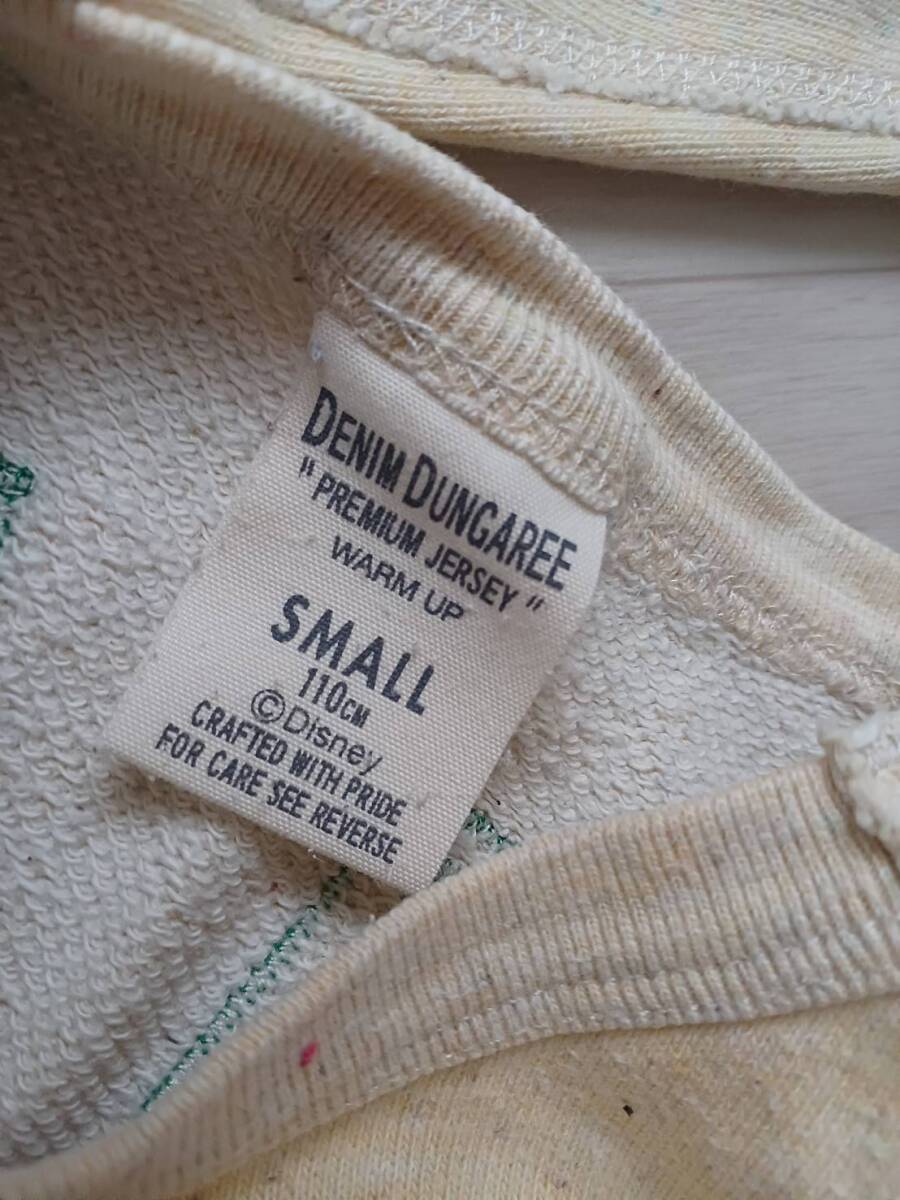 DENIM DUNGAREE
"PREMIUM JERSEY"
WARM UP
SMALL
110CM
©Disney
CRAFTED WITH PRIDE
FOR CARE SEE REVERSE